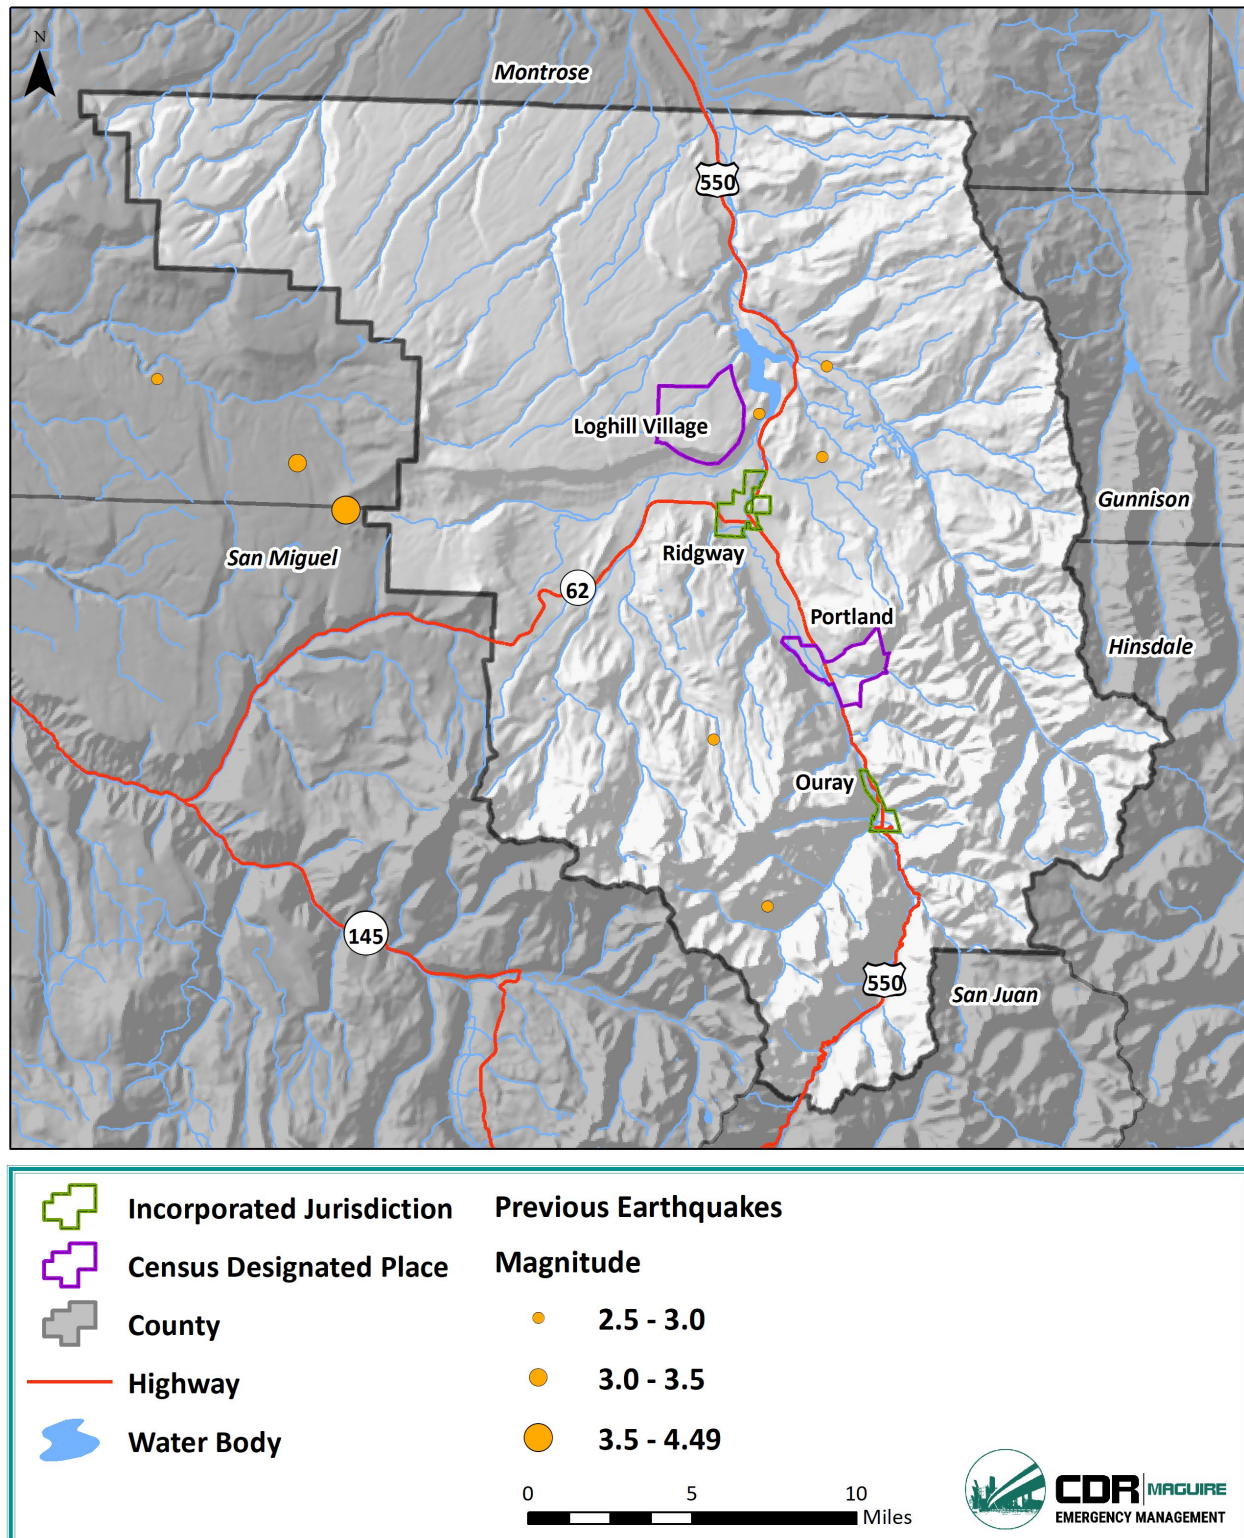 N
Montrose
550
Loghill Village
Gunnison
San Miguel
Ridgway
62
Portland
Hinsdale
Ouray
145
550
San Juan
Incorporated Jurisdiction
Census Designated Place
County
Highway
Water Body
Previous Earthquakes
Magnitude
2.5 - 3.0
3.0 - 3.5
3.5 - 4.49
0 5 10
Miles
CDR MAGUIRE
EMERGENCY MANAGEMENT